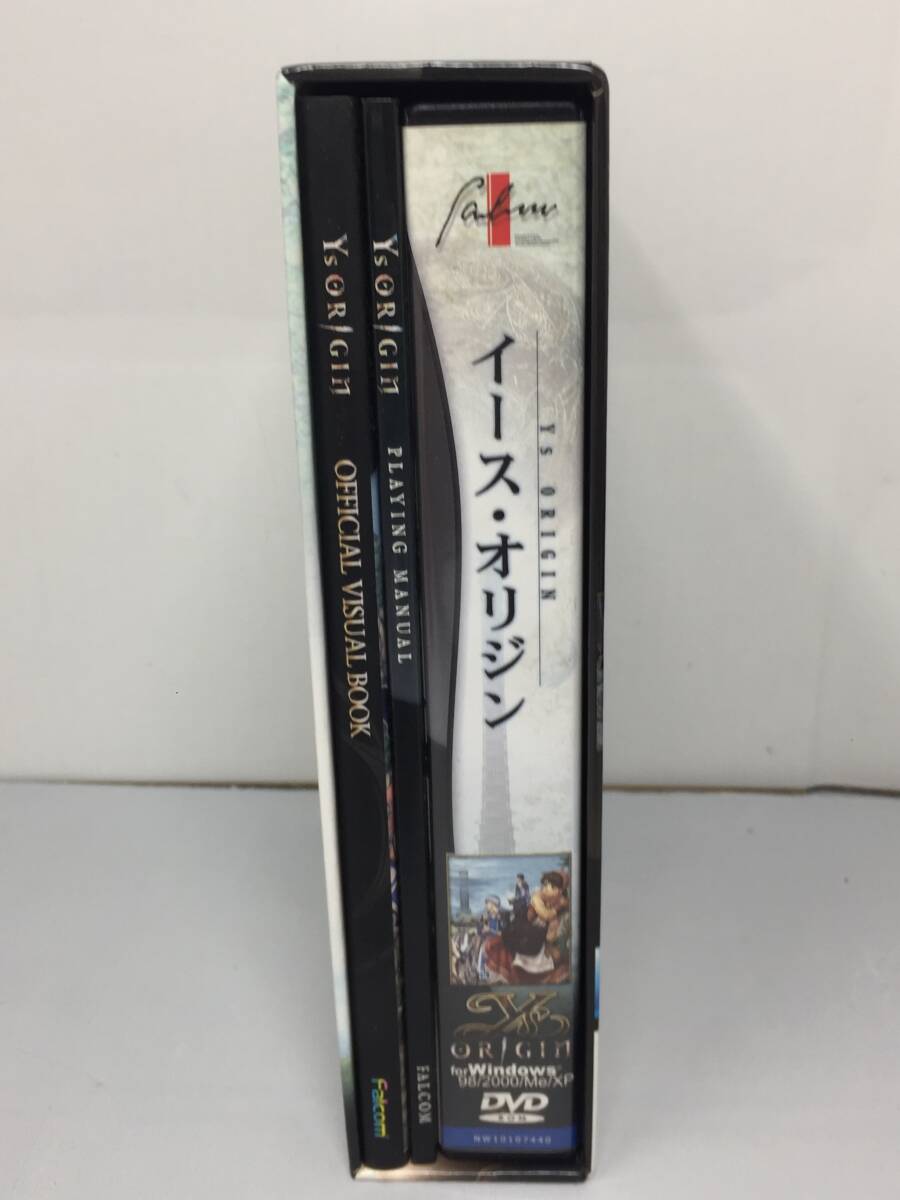 Ys ORIGIN
OFFICIAL VISUAL BOOK
Falcom
Ys ORIGIN
PLAYING MANUAL
FALCOM
Falcom
Ys ORIGIN
イース・オリジン
Ys
ORIGIN
for Windows
98/2000/Me/XP
DVD
ROM
NW10107440